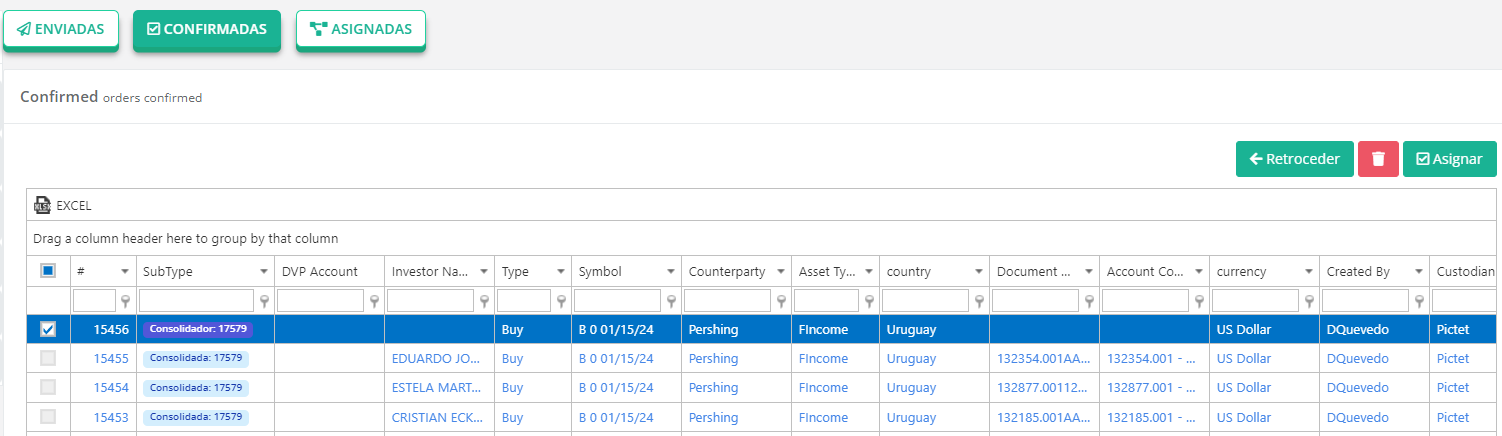 ENVIADAS CONFIRMADAS ASIGNADAS
Confirmed orders confirmed
Retroceder Asignar
XLSX EXCEL
Drag a column header here to group by that column
# SubType DVP Account Investor Na... Type Symbol Counterparty Asset Ty... country Document ... Account Co... currency Created By Custodian
15456 Consolidador: 17579 Buy B 0 01/15/24 Pershing FIncome Uruguay US Dollar DQuevedo Pictet
15455 Consolidada: 17579 EDUARDO JO... Buy B 0 01/15/24 Pershing FIncome Uruguay 132354.001AA... 132354.001 - ... US Dollar DQuevedo Pictet
15454 Consolidada: 17579 ESTELA MART... Buy B 0 01/15/24 Pershing FIncome Uruguay 132877.00112... 132877.001 - ... US Dollar DQuevedo Pictet
15453 Consolidada: 17579 CRISTIAN ECK... Buy B 0 01/15/24 Pershing FIncome Uruguay 132185.001AA... 132185.001 - ... US Dollar DQuevedo Pictet